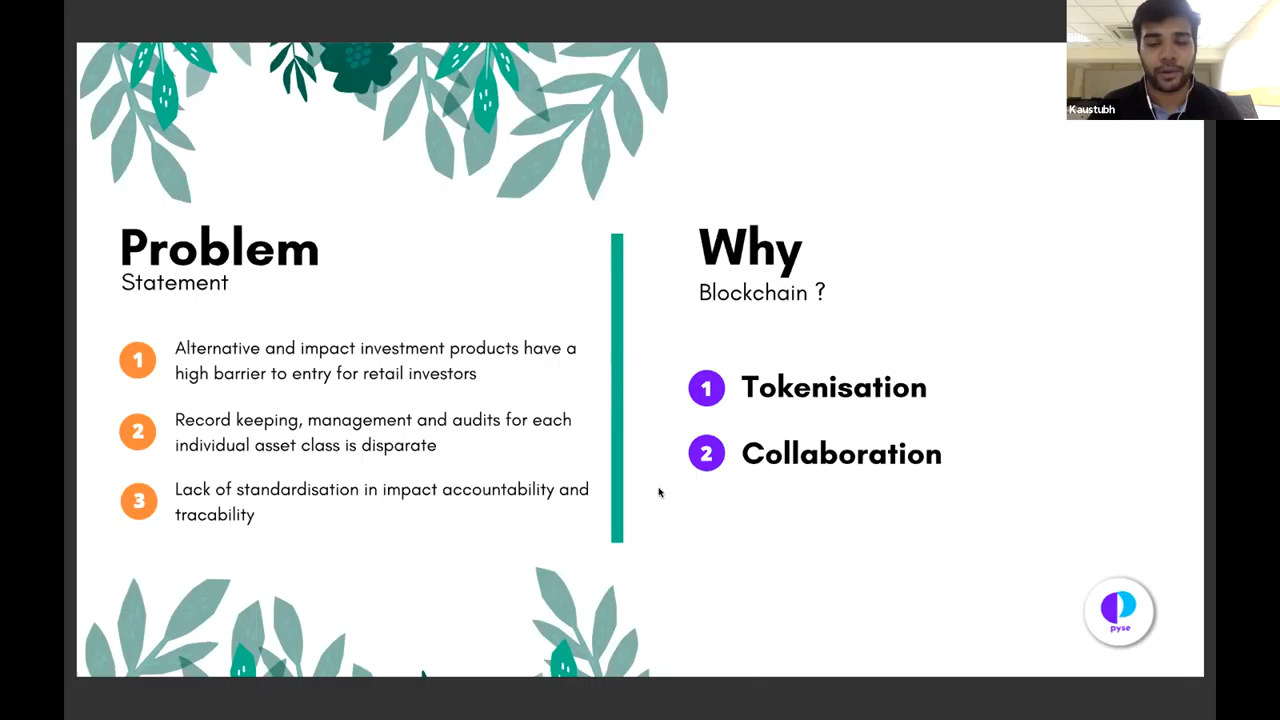 Kaustubh
Problem
Statement
1
Alternative and impact investment products have a
high barrier to entry for retail investors
2
Record keeping, management and audits for each
individual asset class is disparate
3
Lack of standardisation in impact accountability and
tracability
Why
Blockchain ?
1 Tokenisation
2 Collaboration
pyse